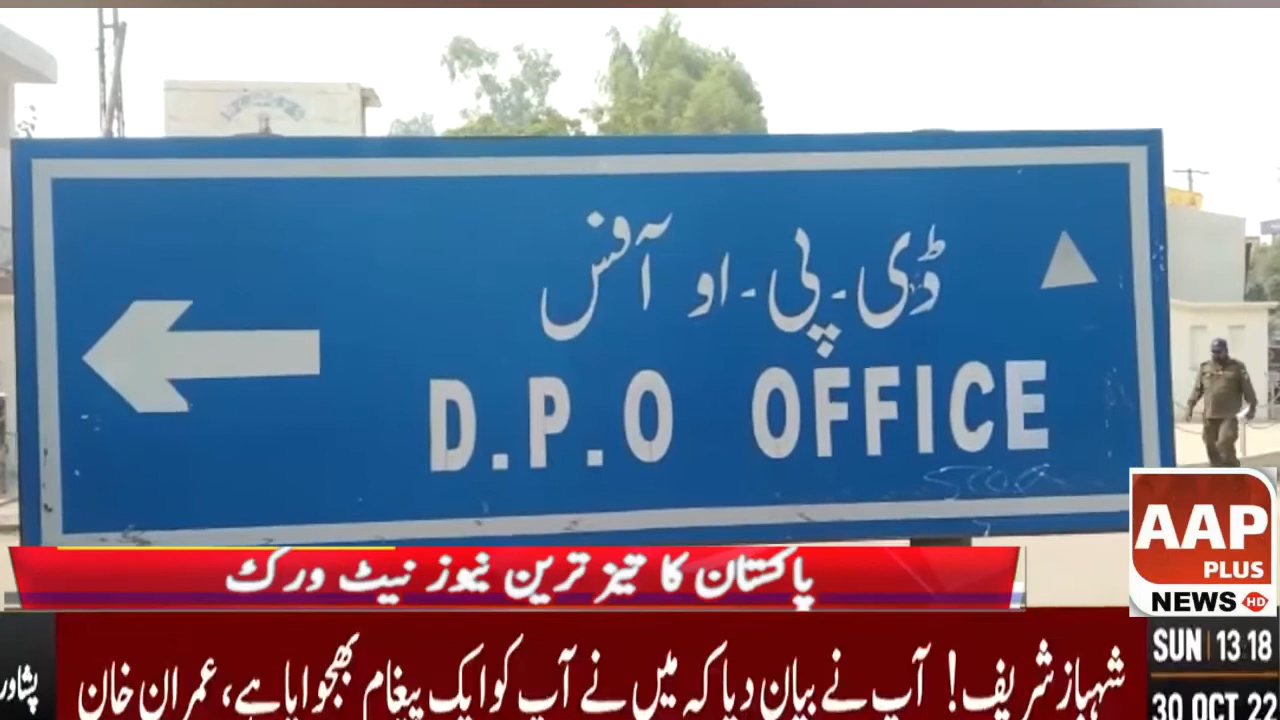 ڈی-پی-او آفس
D.P.O OFFICE
AAP
PLUS
NEWS HD
پاکستان کا تیز ترین نیوز نیٹ ورک
SUN 13:18
30 OCT 22
شہباز شریف! آپ نے بیان دیا کہ میں نے آپ کو ایک پیغام بھجوایا ہے، عمران خان
پشاور